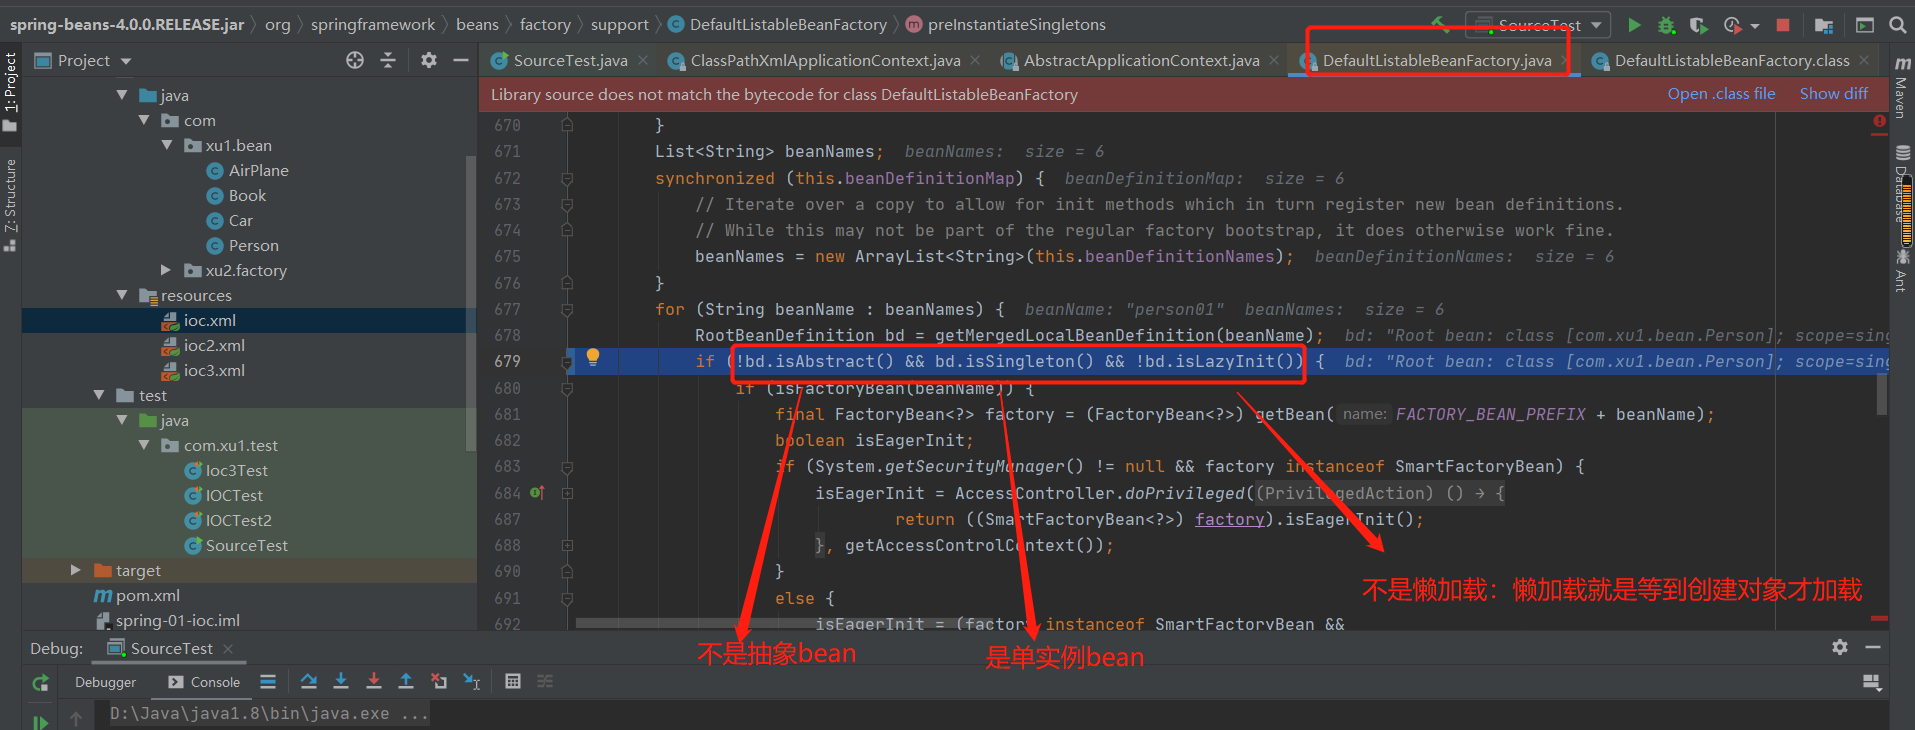 spring-beans-4.0.0.RELEASE.jar org springframework beans factory support DefaultListableBeanFactory preInstantiateSingletons SourceTest
Project
SourceTest.java ClassPathXmlApplicationContext.java AbstractApplicationContext.java DefaultListableBeanFactory.java DefaultListableBeanFactory.class
Library source does not match the bytecode for class DefaultListableBeanFactory Open .class file Show diff
1: Project
Z: Structure
java
com
xu1.bean
AirPlane
Book
Car
Person
xu2.factory
resources
ioc.xml
ioc2.xml
ioc3.xml
test
java
com.xu1.test
Ioc3Test
IOCTest
IOCTest2
SourceTest
target
pom.xml
spring-01-ioc.iml
670 }
671 List<String> beanNames; beanNames: size = 6
672 synchronized (this.beanDefinitionMap) { beanDefinitionMap: size = 6
673 // Iterate over a copy to allow for init methods which in turn register new bean definitions.
674 // While this may not be part of the regular factory bootstrap, it does otherwise work fine.
675 beanNames = new ArrayList<String>(this.beanDefinitionNames); beanDefinitionNames: size = 6
676 }
677 for (String beanName : beanNames) { beanName: "person01" beanNames: size = 6
678 RootBeanDefinition bd = getMergedLocalBeanDefinition(beanName); bd: "Root bean: class [com.xu1.bean.Person]; scope=sing
679 if (!bd.isAbstract() && bd.isSingleton() && !bd.isLazyInit()) { bd: "Root bean: class [com.xu1.bean.Person]; scope=sing
680 if (isFactoryBean(beanName)) {
681 final FactoryBean<?> factory = (FactoryBean<?>) getBean( name: FACTORY_BEAN_PREFIX + beanName);
682 boolean isEagerInit;
683 if (System.getSecurityManager() != null && factory instanceof SmartFactoryBean) {
684 isEagerInit = AccessController.doPrivileged((PrivilegedAction) () → {
687 return ((SmartFactoryBean<?>) factory).isEagerInit();
688 }, getAccessControlContext());
690 }
691 else {
692 isEagerInit = (factory instanceof SmartFactoryBean &&
不是懒加载：懒加载就是等到创建对象才加载
不是抽象bean
是单实例bean
Maven
Database
Ant
Debug: SourceTest
Debugger Console
D:\Java\java1.8\bin\java.exe ...